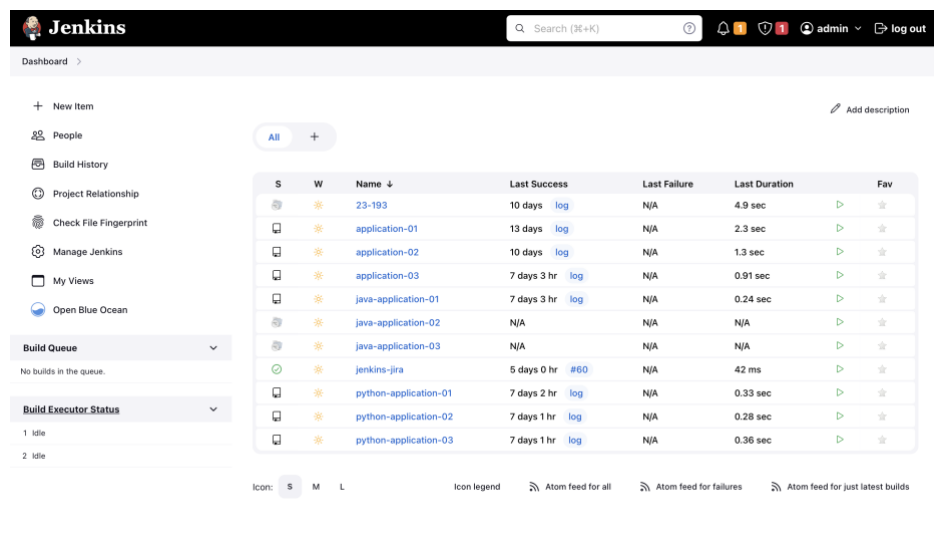 Jenkins
Search (⌘+K)
1
1
admin
log out
Dashboard
New Item
People
Build History
Project Relationship
Check File Fingerprint
Manage Jenkins
My Views
Open Blue Ocean
Build Queue
No builds in the queue.
Build Executor Status
1 Idle
2 Idle
Add description
All +
S W Name ↓ Last Success Last Failure Last Duration Fav
23-193 10 days log N/A 4.9 sec
application-01 13 days log N/A 2.3 sec
application-02 10 days log N/A 1.3 sec
application-03 7 days 3 hr log N/A 0.91 sec
java-application-01 7 days 3 hr log N/A 0.24 sec
java-application-02 N/A N/A N/A
java-application-03 N/A N/A N/A
jenkins-jira 5 days 0 hr #60 N/A 42 ms
python-application-01 7 days 2 hr log N/A 0.33 sec
python-application-02 7 days 1 hr log N/A 0.28 sec
python-application-03 7 days 1 hr log N/A 0.36 sec
Icon: S M L Icon legend Atom feed for all Atom feed for failures Atom feed for just latest builds